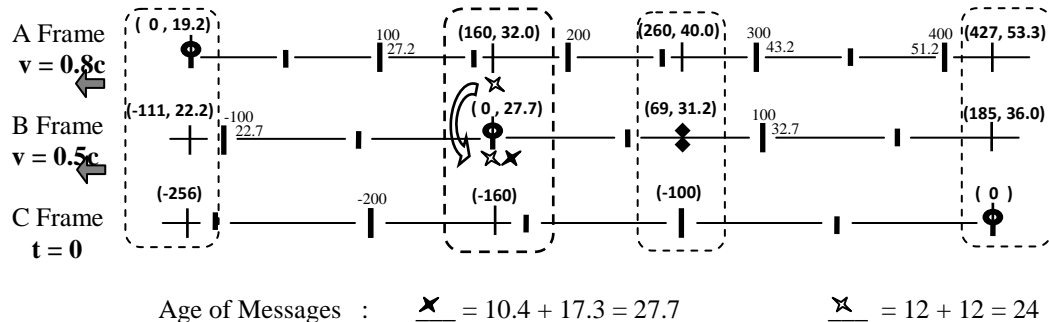 ( 0 , 19.2)
(160, 32.0)
(260, 40.0)
(427, 53.3)
A Frame
v = 0.8c
100
27.2
200
300
43.2
400
51.2
(-111, 22.2)
( 0 , 27.7)
(69, 31.2)
(185, 36.0)
B Frame
v = 0.5c
-100
22.7
100
32.7
(-256)
(-160)
(-100)
( 0 )
C Frame
t = 0
-200
Age of Messages : ___ = 10.4 + 17.3 = 27.7 ___ = 12 + 12 = 24